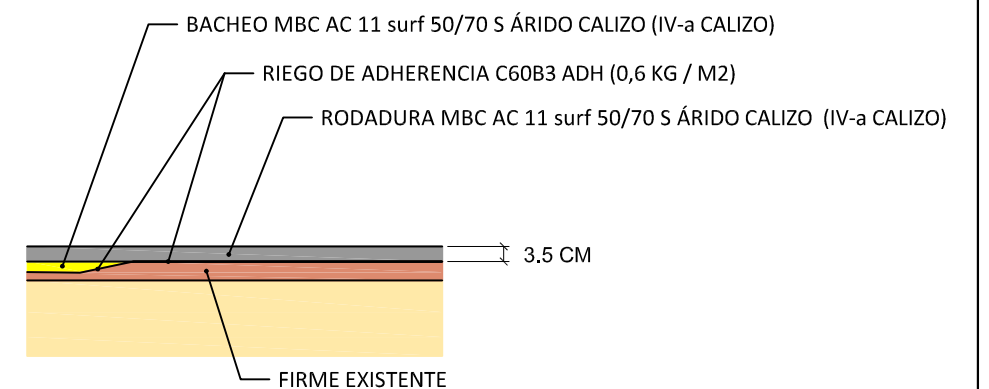 BACHEO MBC AC 11 surf 50/70 S ÁRIDO CALIZO (IV-a CALIZO)
RIEGO DE ADHERENCIA C60B3 ADH (0,6 KG / M2)
RODADURA MBC AC 11 surf 50/70 S ÁRIDO CALIZO (IV-a CALIZO)
3.5 CM
FIRME EXISTENTE